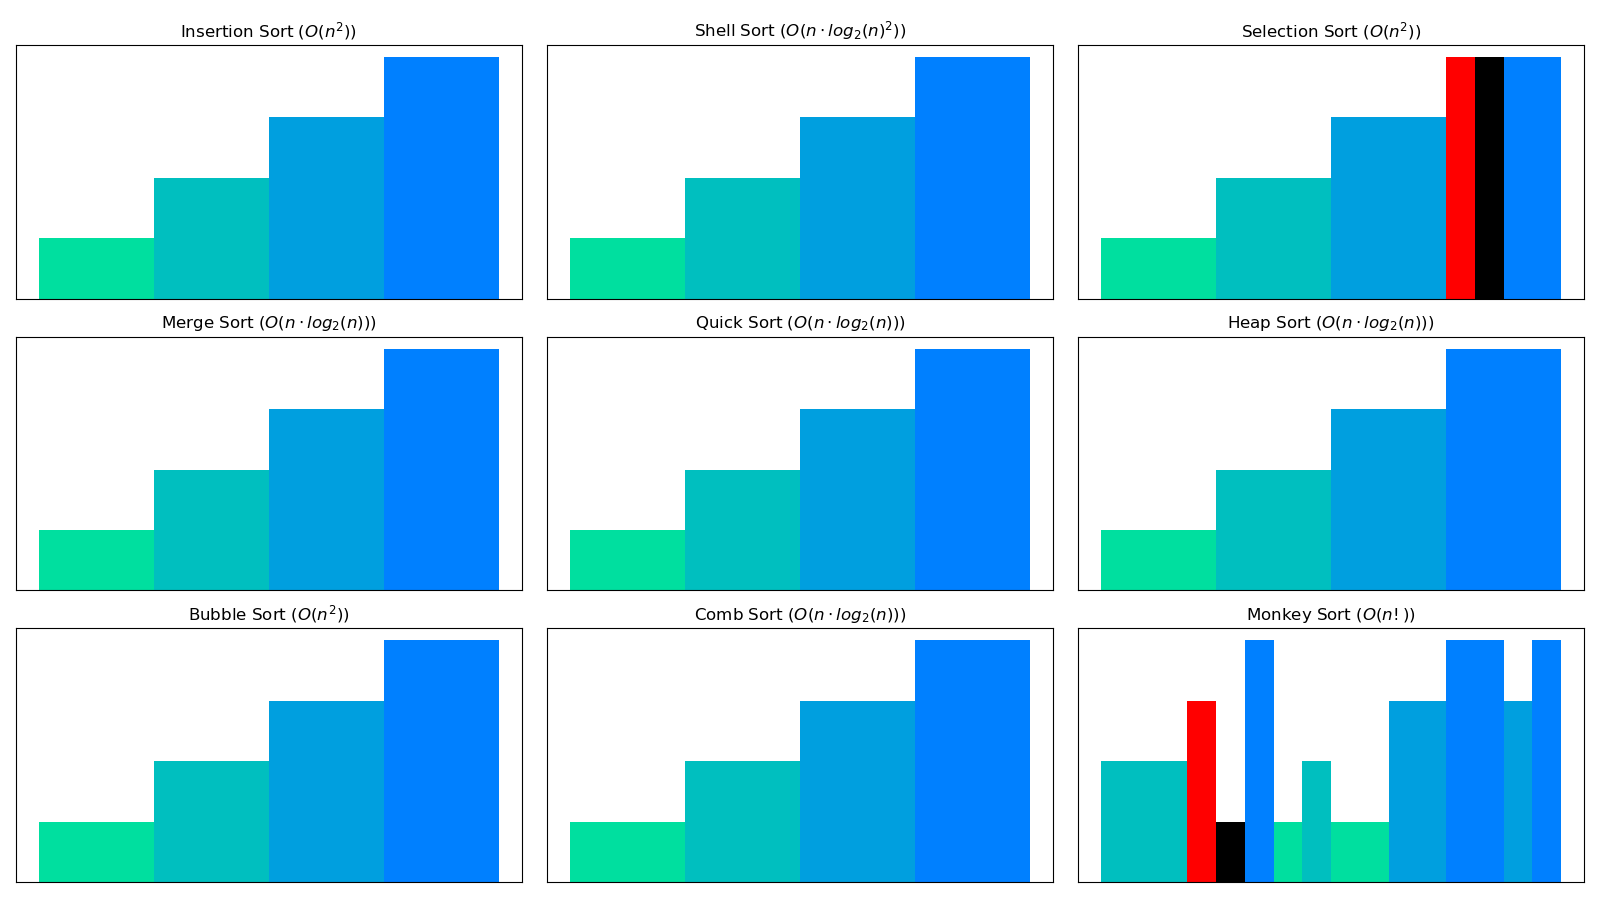 Insertion Sort (O(n²))
Shell Sort (O(n · log₂(n)²))
Selection Sort (O(n²))
Merge Sort (O(n · log₂(n)))
Quick Sort (O(n · log₂(n)))
Heap Sort (O(n · log₂(n)))
Bubble Sort (O(n²))
Comb Sort (O(n · log₂(n)))
Monkey Sort (O(n!))